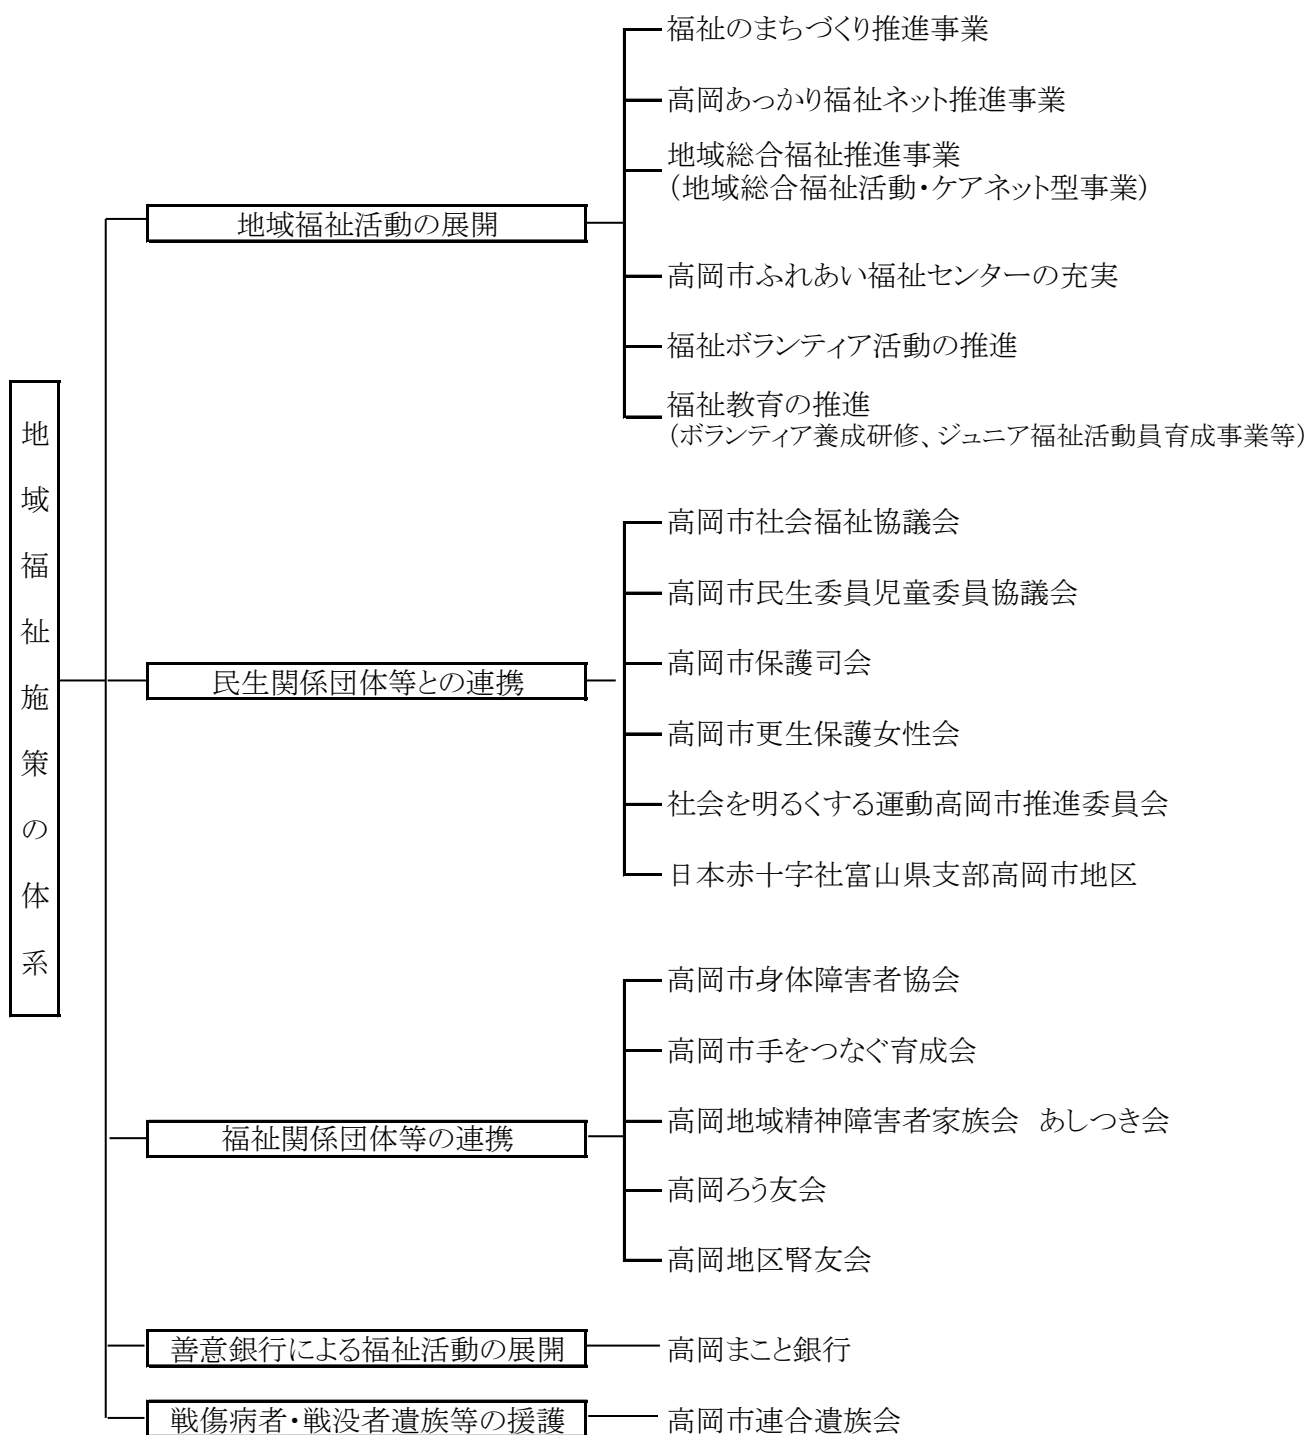 地域福祉施策の体系
地域福祉活動の展開
福祉のまちづくり推進事業
高岡あっかり福祉ネット推進事業
地域総合福祉推進事業
（地域総合福祉活動・ケアネット型事業）
高岡市ふれあい福祉センターの充実
福祉ボランティア活動の推進
福祉教育の推進
（ボランティア養成研修、ジュニア福祉活動員育成事業等）
民生関係団体等との連携
高岡市社会福祉協議会
高岡市民生委員児童委員協議会
高岡市保護司会
高岡市更生保護女性会
社会を明るくする運動高岡市推進委員会
日本赤十字社富山県支部高岡市地区
福祉関係団体等の連携
高岡市身体障害者協会
高岡市手をつなぐ育成会
高岡地域精神障害者家族会　あしつき会
高岡ろう友会
高岡地区腎友会
善意銀行による福祉活動の展開
高岡まこと銀行
戦傷病者・戦没者遺族等の援護
高岡市連合遺族会